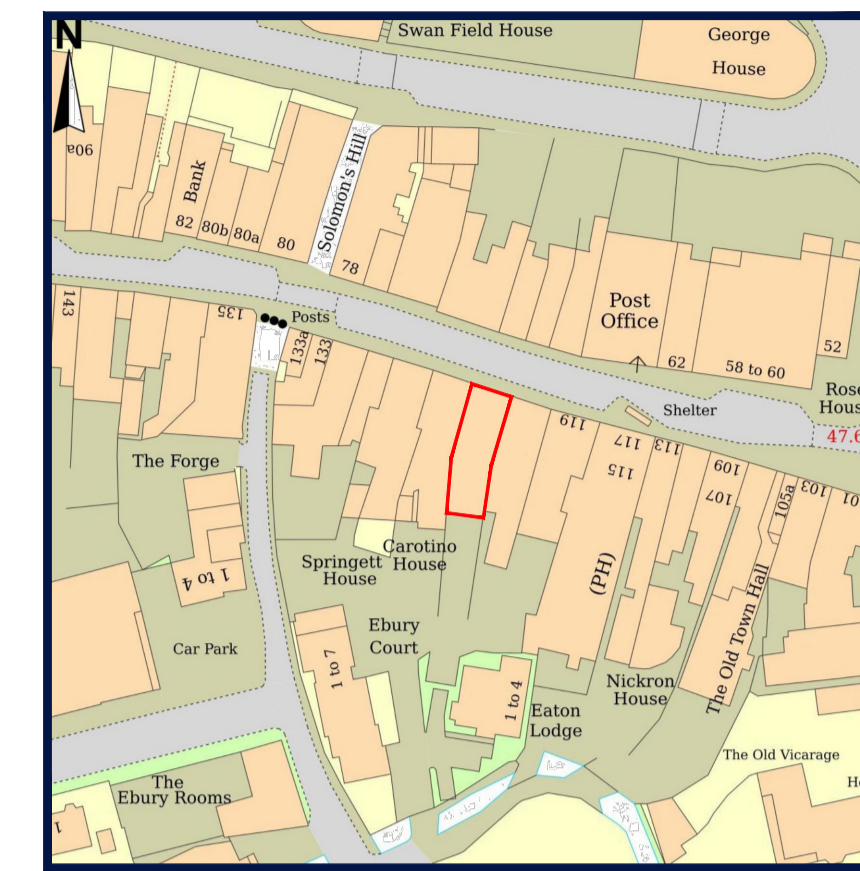 N
Swan Field House
George
House
90a
Bank
82
80b
80a
80
Solomon's Hill
78
143
135
Posts
133a
133
Post
Office
62
58 to 60
52
Rose
Hous
47.6
Shelter
119
117
115
113
109
107
105a
103
101
The Forge
1 to 4
Springett
House
Carotino
House
(PH)
The Old Town Hall
Car Park
Ebury
Court
1 to 7
1 to 4
Eaton
Lodge
Nickron
House
The Old Vicarage
The
Ebury Rooms
1